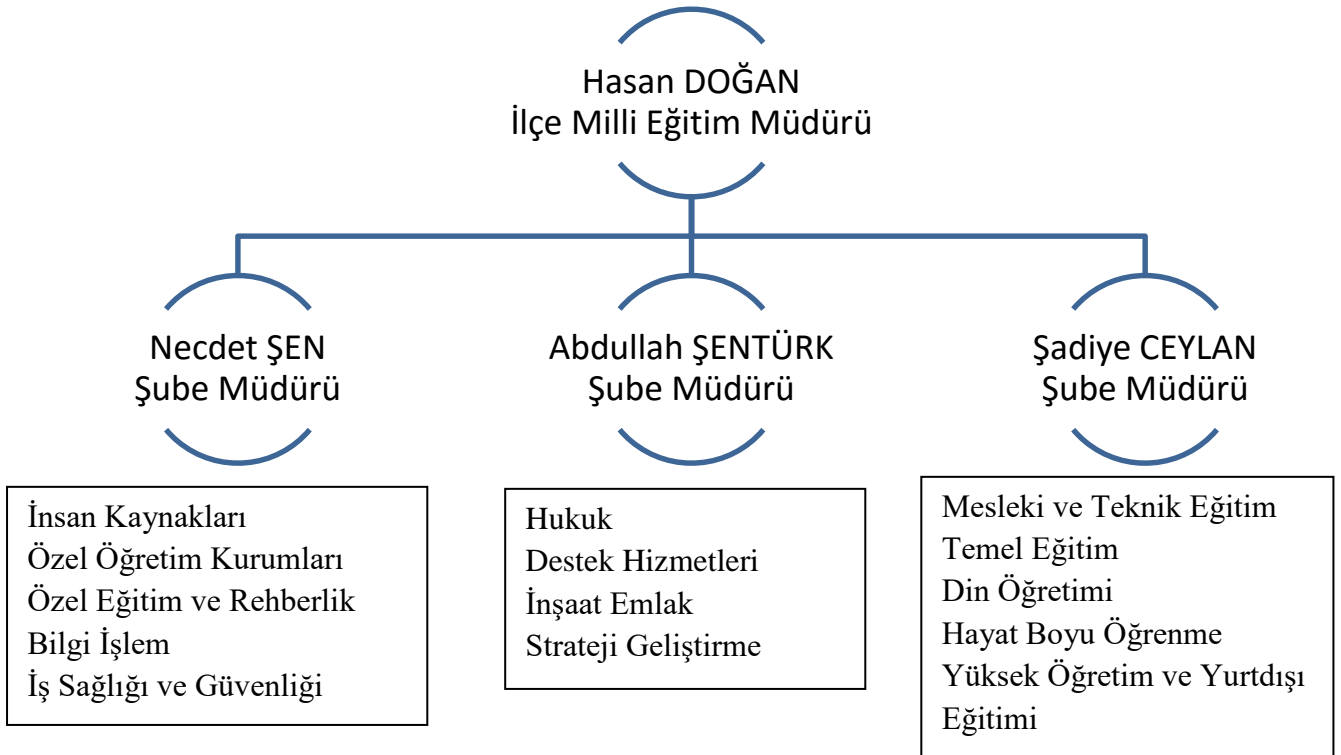 Hasan DOĞAN
İlçe Milli Eğitim Müdürü
Necdet ŞEN
Şube Müdürü
İnsan Kaynakları
Özel Öğretim Kurumları
Özel Eğitim ve Rehberlik
Bilgi İşlem
İş Sağlığı ve Güvenliği
Abdullah ŞENTÜRK
Şube Müdürü
Hukuk
Destek Hizmetleri
İnşaat Emlak
Strateji Geliştirme
Şadiye CEYLAN
Şube Müdürü
Mesleki ve Teknik Eğitim
Temel Eğitim
Din Öğretimi
Hayat Boyu Öğrenme
Yüksek Öğretim ve Yurtdışı
Eğitimi